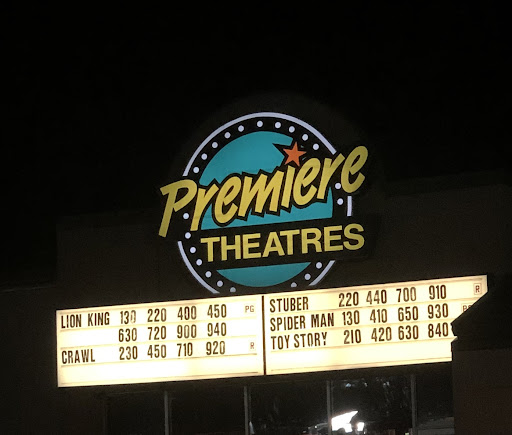 Premiere
THEATRES
LION KING 130 220 400 450 PG
630 720 900 940
CRAWL 230 450 710 920 R
STUBER 220 440 700 910 R
SPIDER MAN 130 410 650 930
TOY STORY 210 420 630 840